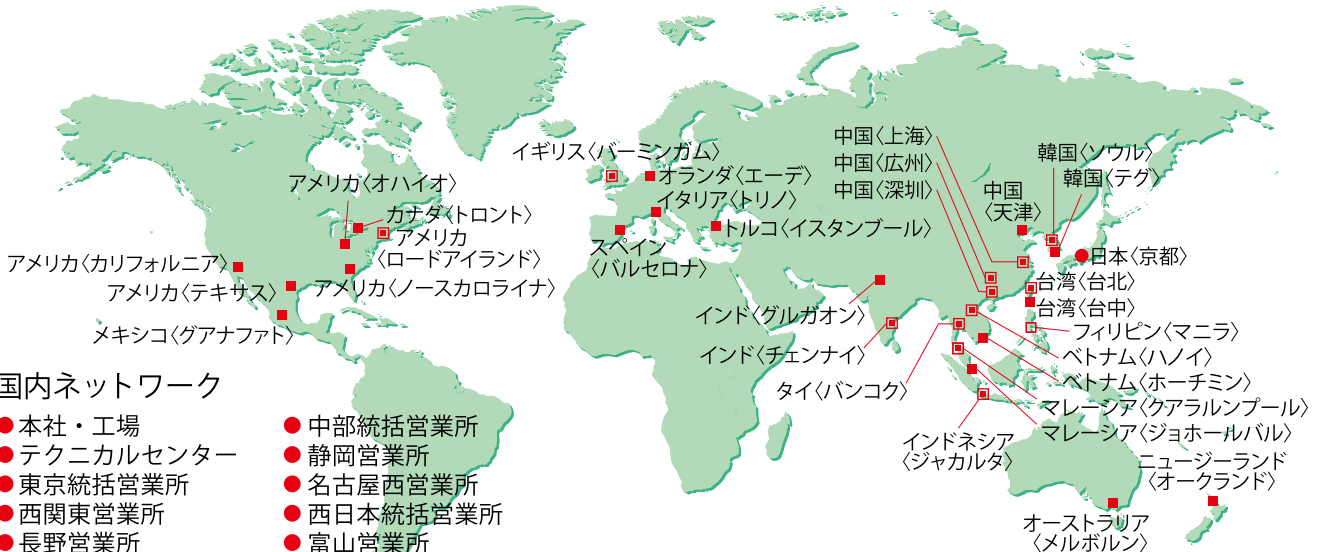 イギリス〈バーミンガム〉
オランダ〈エーデ〉
イタリア〈トリノ〉
トルコ〈イスタンブール〉
スペイン
〈バルセロナ〉
アメリカ〈オハイオ〉
カナダ〈トロント〉
アメリカ
〈ロードアイランド〉
アメリカ〈カリフォルニア〉
アメリカ〈テキサス〉
アメリカ〈ノースカロライナ〉
メキシコ〈グアナファト〉
中国〈上海〉
中国〈広州〉
中国〈深圳〉
中国
〈天津〉
韓国〈ソウル〉
韓国〈テグ〉
日本〈京都〉
台湾〈台北〉
台湾〈台中〉
フィリピン〈マニラ〉
ベトナム〈ハノイ〉
ベトナム〈ホーチミン〉
マレーシア〈クアラルンプール〉
マレーシア〈ジョホールバル〉
インド〈グルガオン〉
インド〈チェンナイ〉
タイ〈バンコク〉
インドネシア
〈ジャカルタ〉
ニュージーランド
〈オークランド〉
オーストラリア
〈メルボルン〉
国内ネットワーク
本社・工場
テクニカルセンター
東京統括営業所
西関東営業所
長野営業所
中部統括営業所
静岡営業所
名古屋西営業所
西日本統括営業所
富山営業所